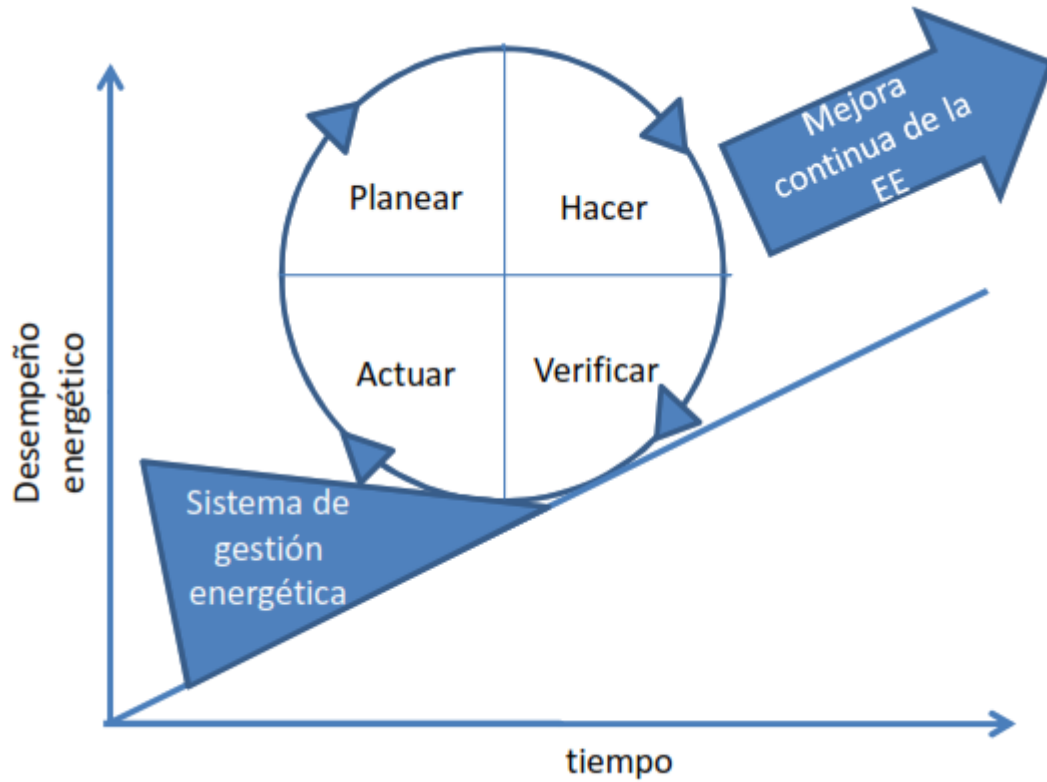 Mejora
continua de la
EE
Planear
Hacer
Actuar
Verificar
Desempeño
energético
Sistema de
gestión
energética
tiempo